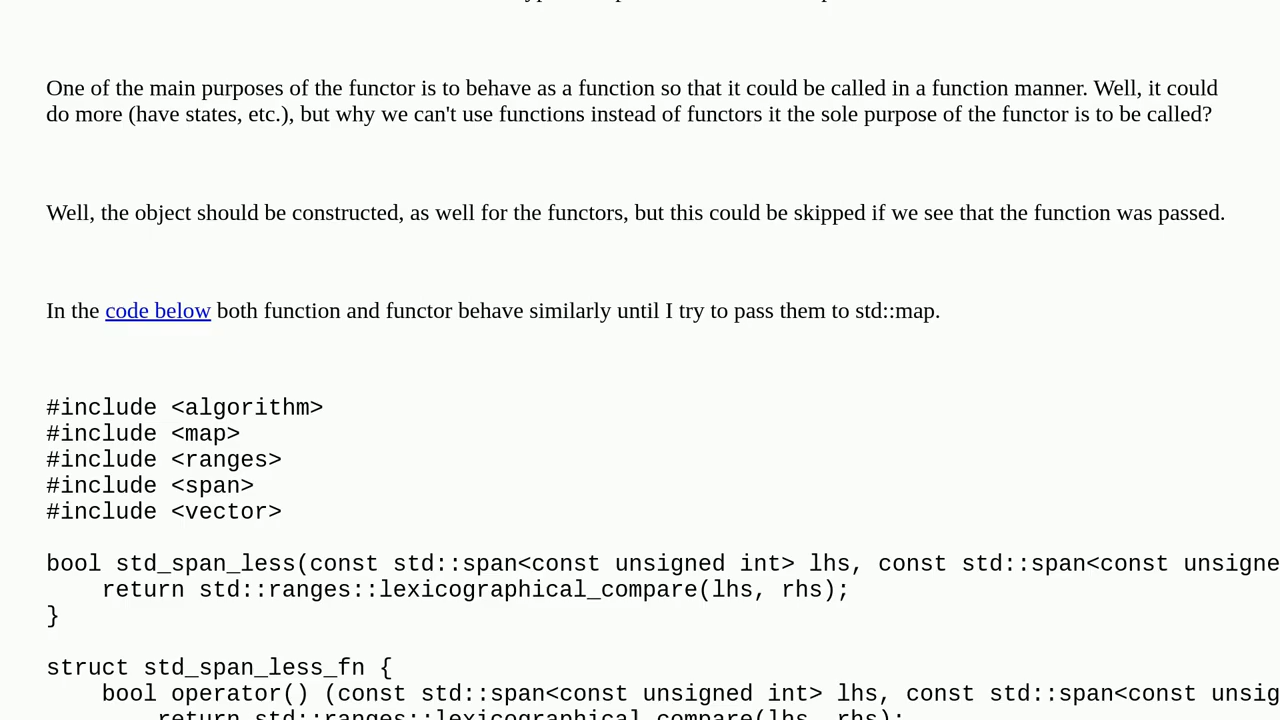 One of the main purposes of the functor is to behave as a function so that it could be called in a function manner. Well, it could
do more (have states, etc.), but why we can't use functions instead of functors it the sole purpose of the functor is to be called?
Well, the object should be constructed, as well for the functors, but this could be skipped if we see that the function was passed.
In the code below both function and functor behave similarly until I try to pass them to std::map.
#include <algorithm>
#include <map>
#include <ranges>
#include <span>
#include <vector>
bool std_span_less(const std::span<const unsigned int> lhs, const std::span<const unsigne
    return std::ranges::lexicographical_compare(lhs, rhs);
}
struct std_span_less_fn {
    bool operator() (const std::span<const unsigned int> lhs, const std::span<const unsig
        return std::ranges::lexicographical_compare(lhs, rhs);